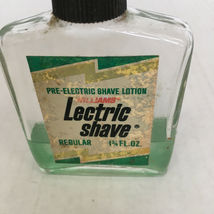 PRE-ELECTRIC SHAVE LOTION
WILLIAMS
Lectric
shave
REGULAR 1¾ FL. OZ.